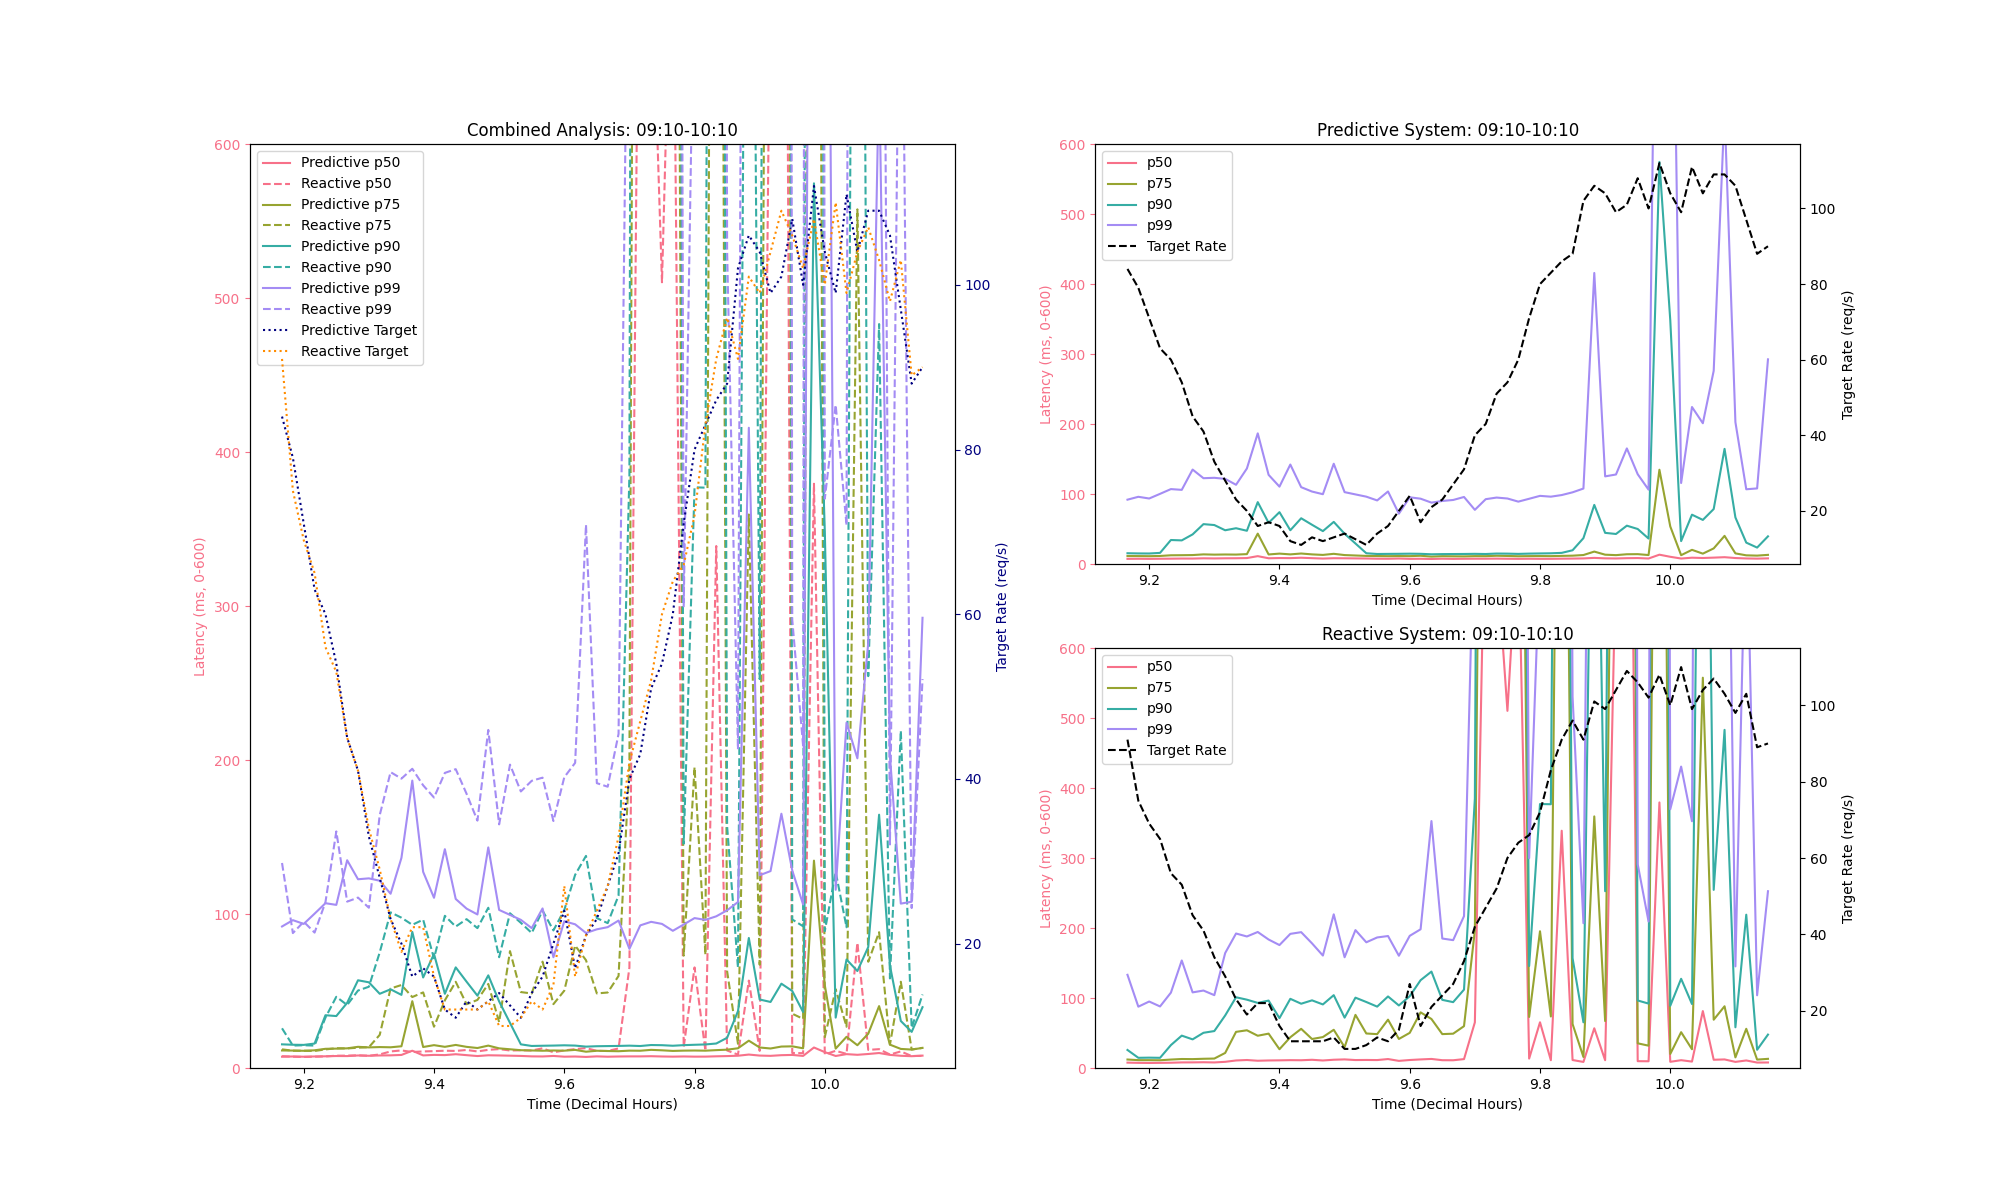 Combined Analysis: 09:10-10:10
Predictive p50
Reactive p50
Predictive p75
Reactive p75
Predictive p90
Reactive p90
Predictive p99
Reactive p99
Predictive Target
Reactive Target
600
500
400
300
200
100
0
Latency (ms, 0-600)
100
80
60
40
20
Target Rate (req/s)
9.2 9.4 9.6 9.8 10.0
Time (Decimal Hours)
Predictive System: 09:10-10:10
p50
p75
p90
p99
Target Rate
600
500
400
300
200
100
0
Latency (ms, 0-600)
100
80
60
40
20
Target Rate (req/s)
9.2 9.4 9.6 9.8 10.0
Time (Decimal Hours)
Reactive System: 09:10-10:10
p50
p75
p90
p99
Target Rate
600
500
400
300
200
100
0
Latency (ms, 0-600)
100
80
60
40
20
Target Rate (req/s)
9.2 9.4 9.6 9.8 10.0
Time (Decimal Hours)